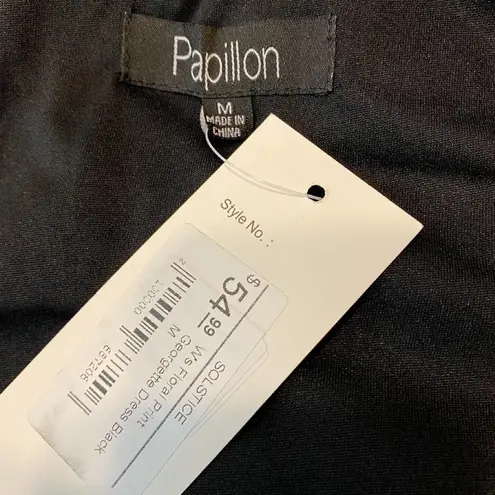 Papillon
M
MADE IN
CHINA
Style No. :
$54.99
SOLSTICE
W's Floral Print
Georgette Dress Black
M